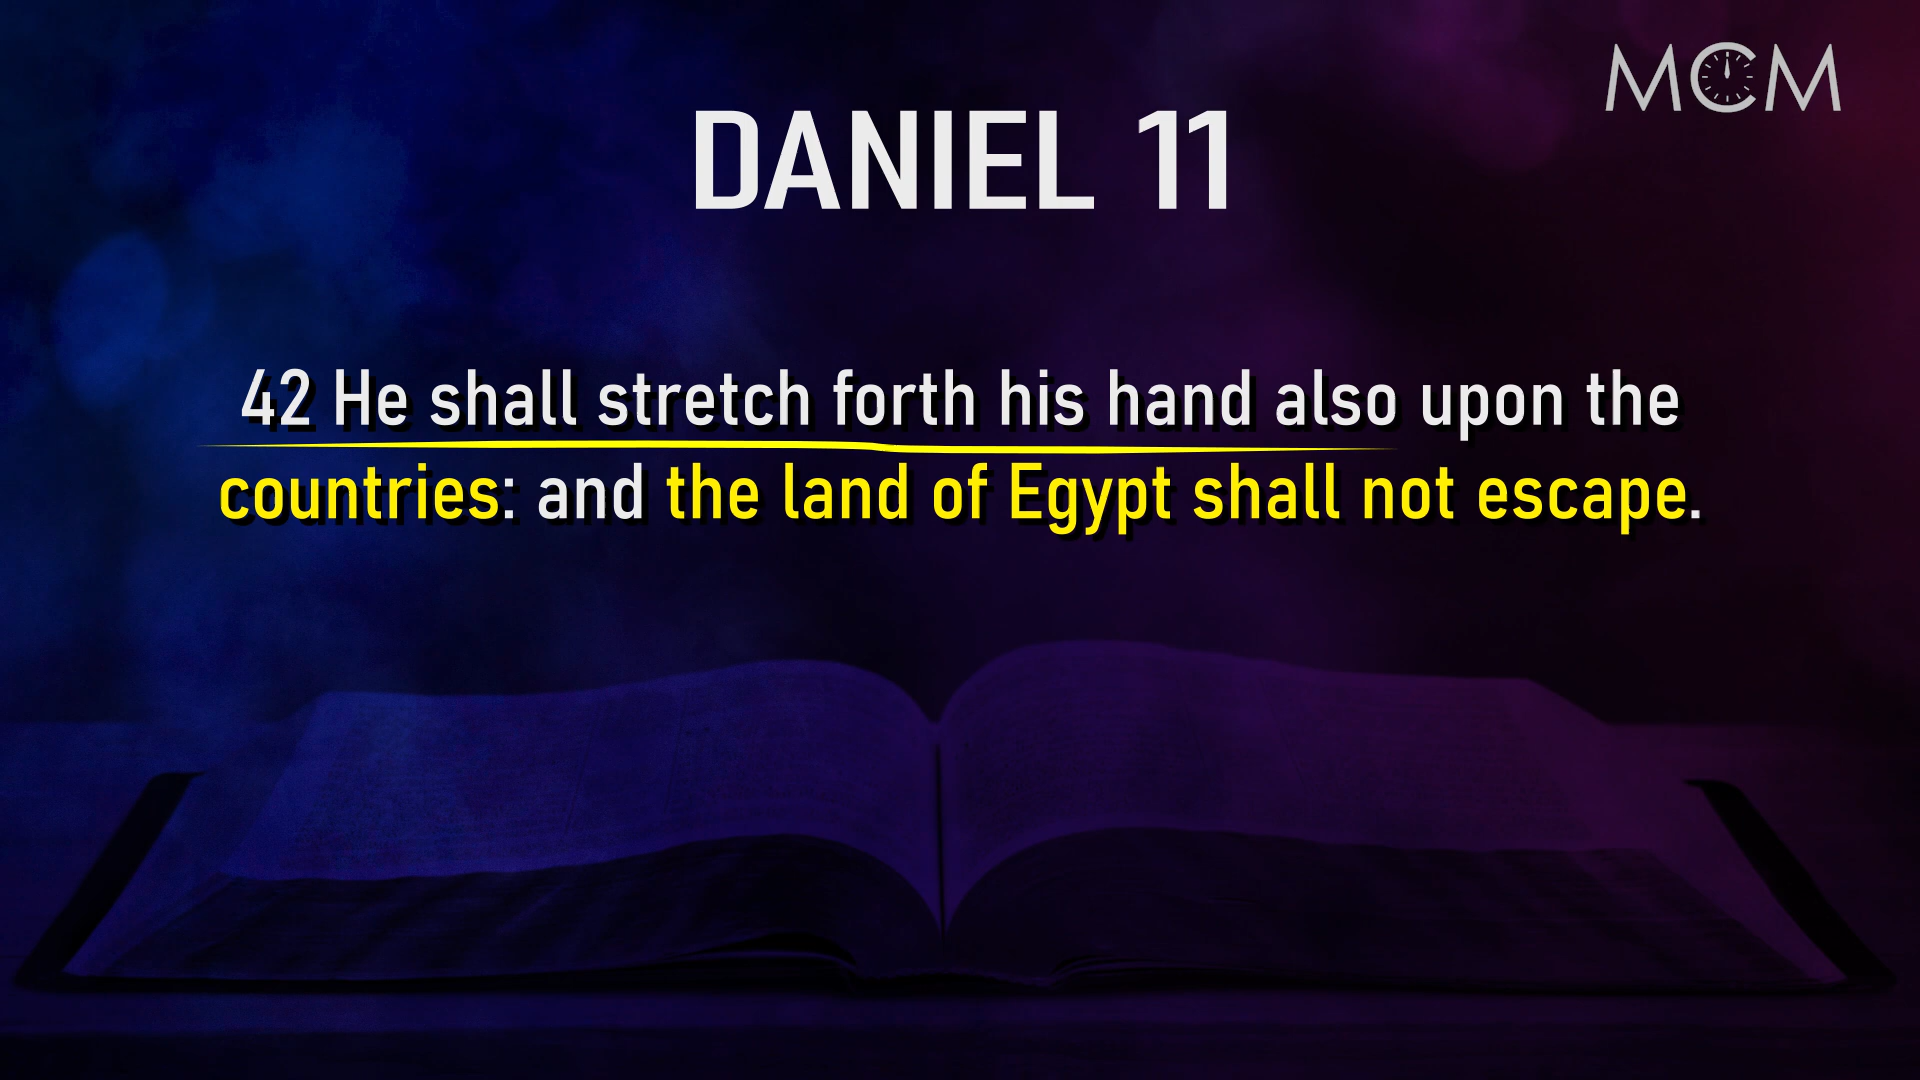 MCM
DANIEL 11
42 He shall stretch forth his hand also upon the
countries: and the land of Egypt shall not escape.